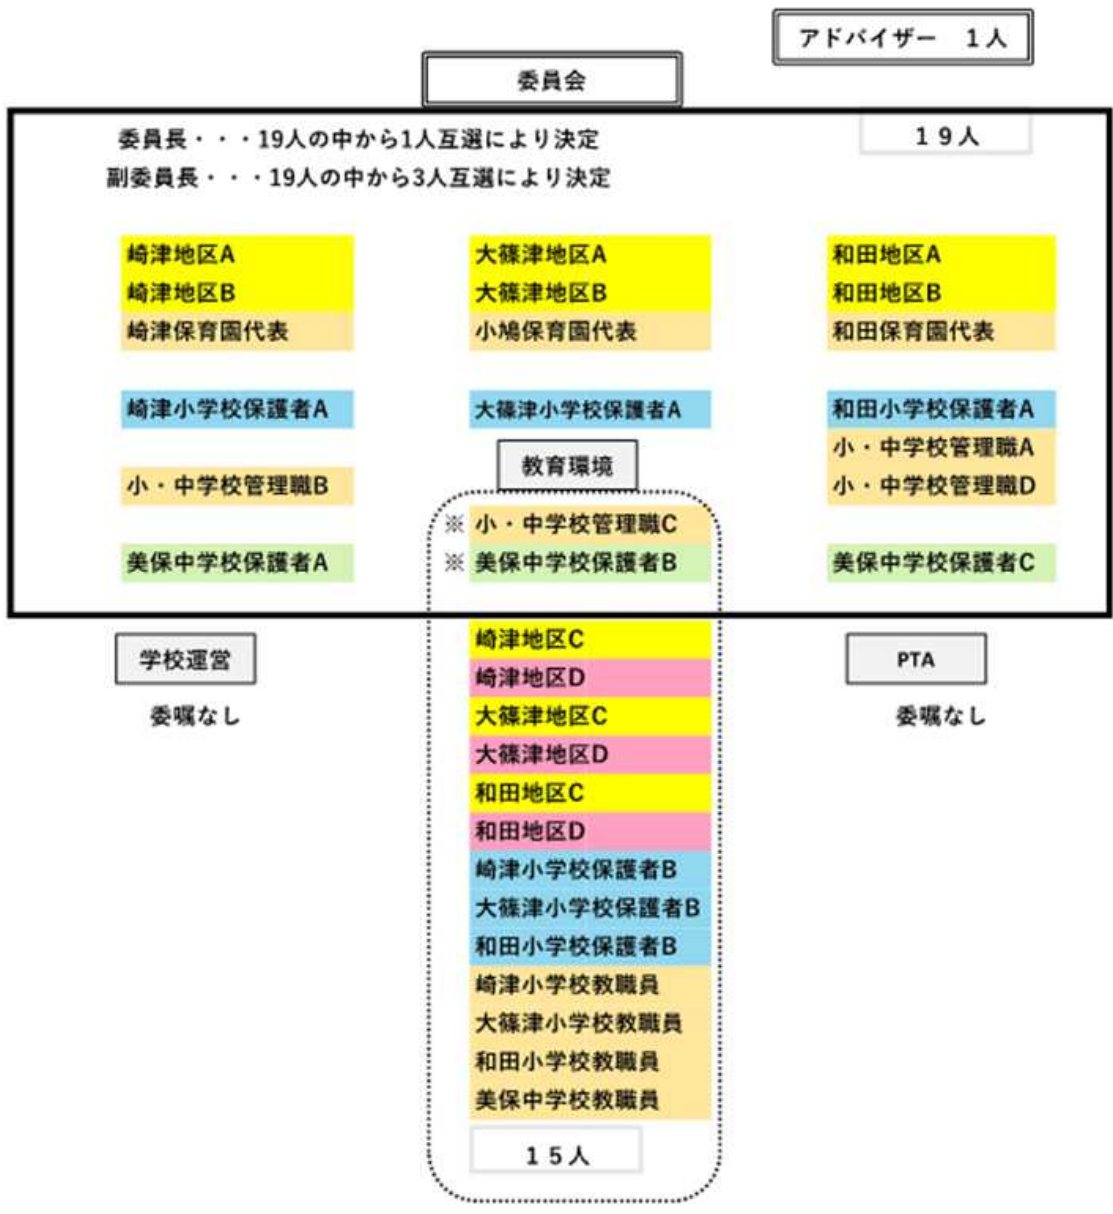 アドバイザー　１人
委員会
１９人
委員長・・・19人の中から1人互選により決定
副委員長・・・19人の中から3人互選により決定
崎津地区A
崎津地区B
崎津保育園代表
崎津小学校保護者A
小・中学校管理職B
美保中学校保護者A
大篠津地区A
大篠津地区B
小鳩保育園代表
大篠津小学校保護者A
和田地区A
和田地区B
和田保育園代表
和田小学校保護者A
小・中学校管理職A
小・中学校管理職D
美保中学校保護者C
教育環境
※ 小・中学校管理職C
※ 美保中学校保護者B
崎津地区C
崎津地区D
大篠津地区C
大篠津地区D
和田地区C
和田地区D
崎津小学校保護者B
大篠津小学校保護者B
和田小学校保護者B
崎津小学校教職員
大篠津小学校教職員
和田小学校教職員
美保中学校教職員
１５人
学校運営
委嘱なし
PTA
委嘱なし